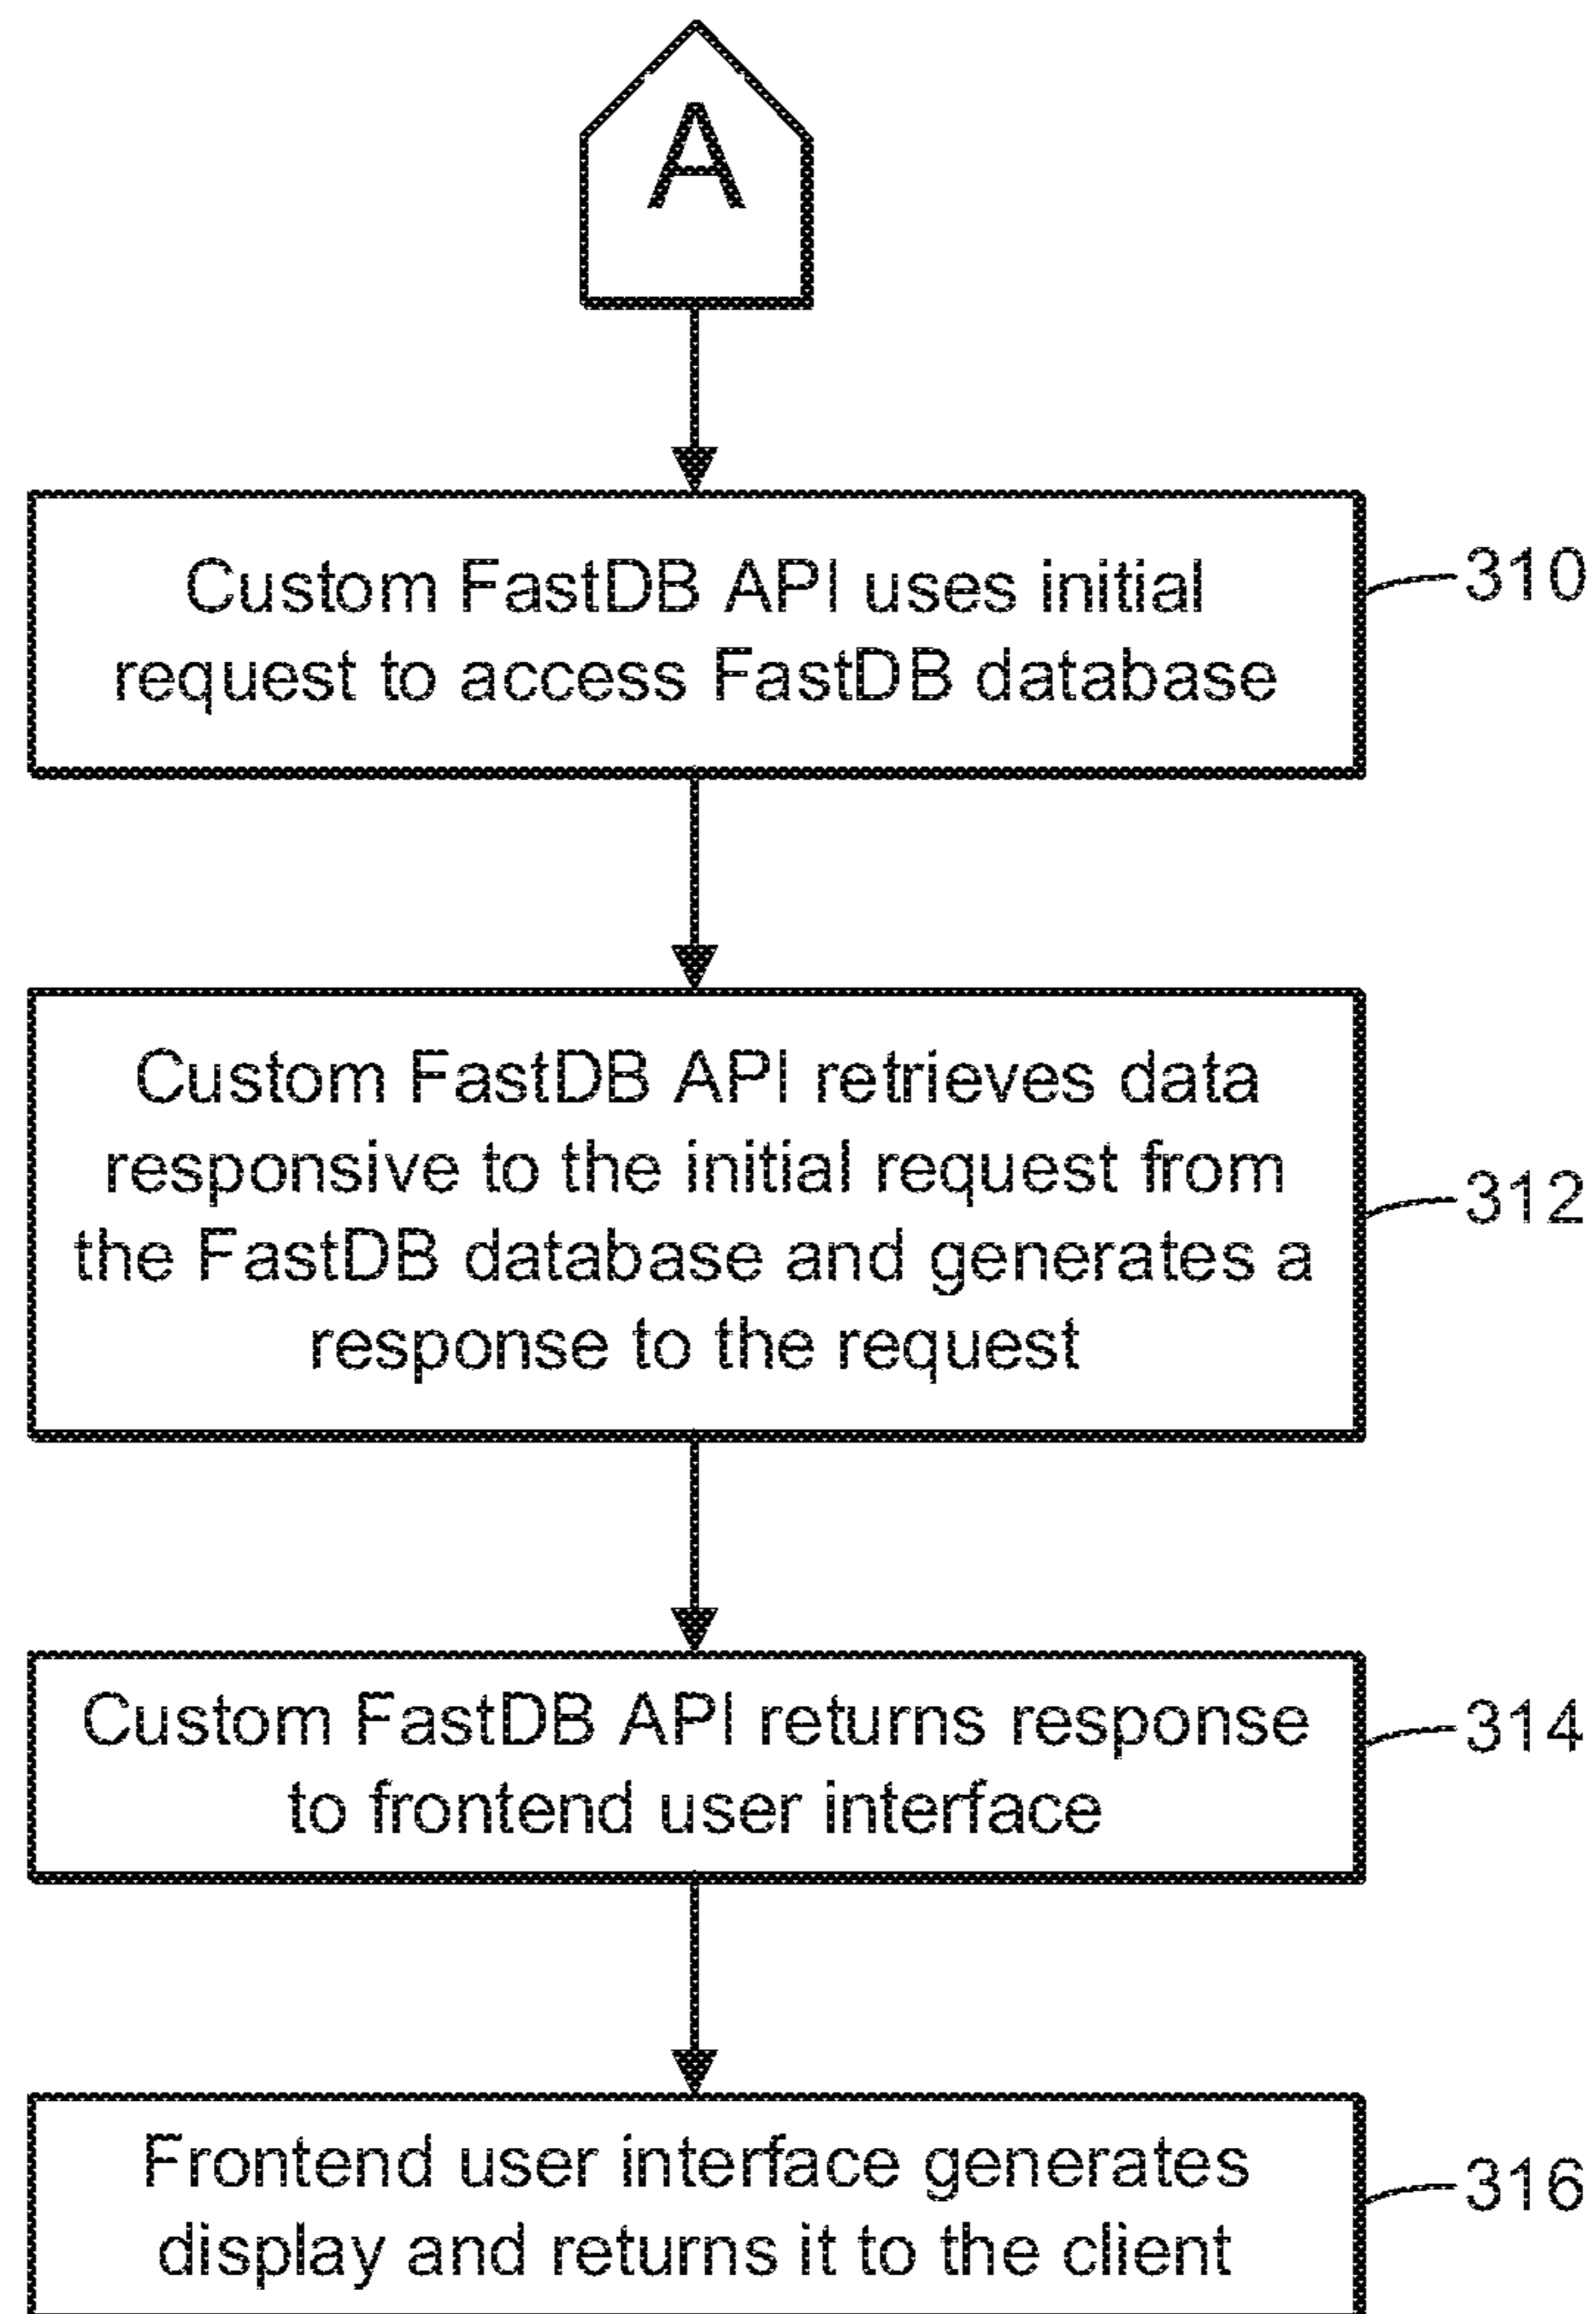 A
Custom FastDB API uses initial
request to access FastDB database
310
Custom FastDB API retrieves data
responsive to the initial request from
the FastDB database and generates a
response to the request
312
Custom FastDB API returns response
to frontend user interface
314
Frontend user interface generates
display and returns it to the client
316